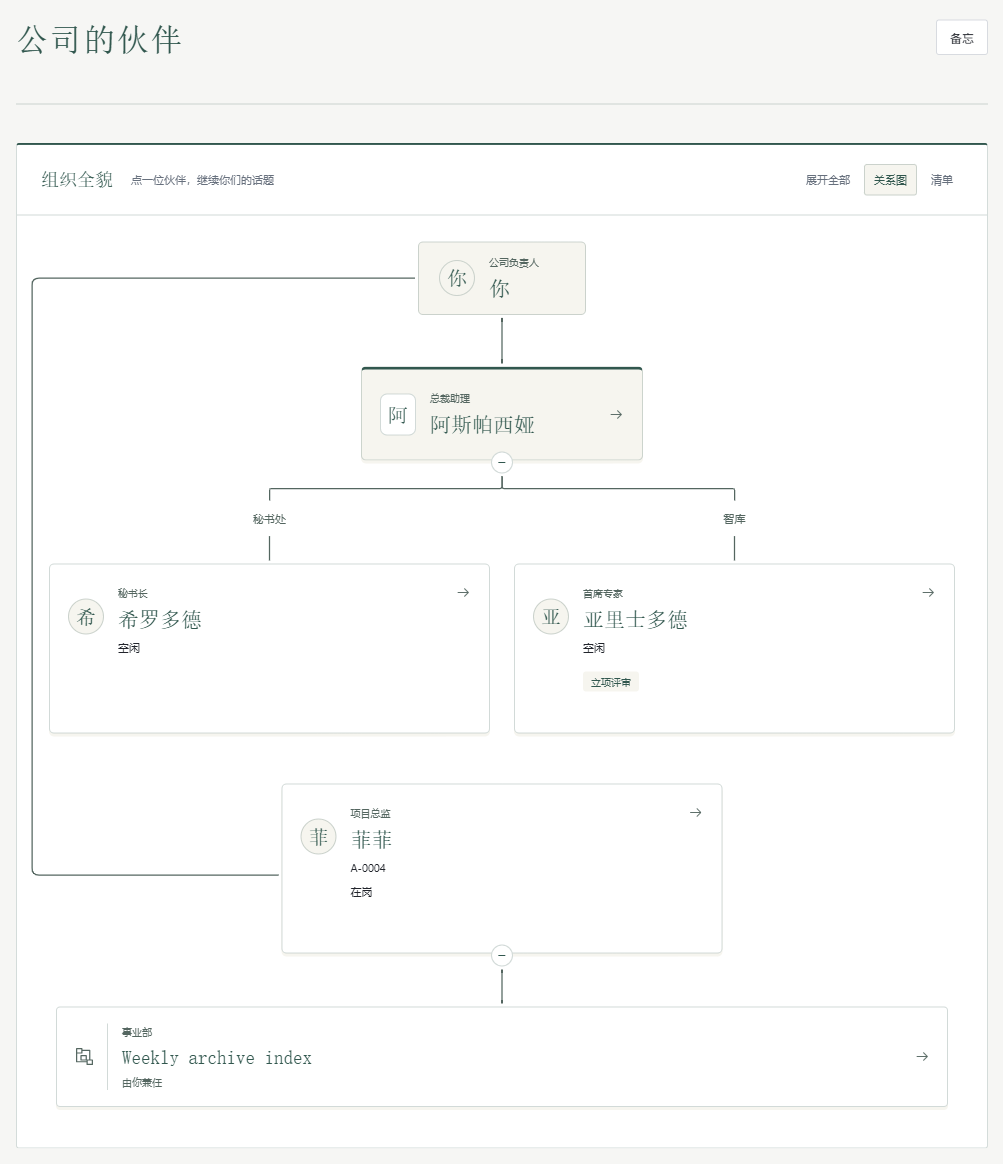 公司的伙伴
备忘
组织全貌
点一位伙伴，继续你们的话题
展开全部
关系图
清单
你
公司负责人
你
阿
总裁助理
阿斯帕西娅
秘书处
智库
希
秘书长
希罗多德
空闲
亚
首席专家
亚里士多德
空闲
立项评审
菲
项目总监
菲菲
A-0004
在岗
事业部
Weekly archive index
由你兼任